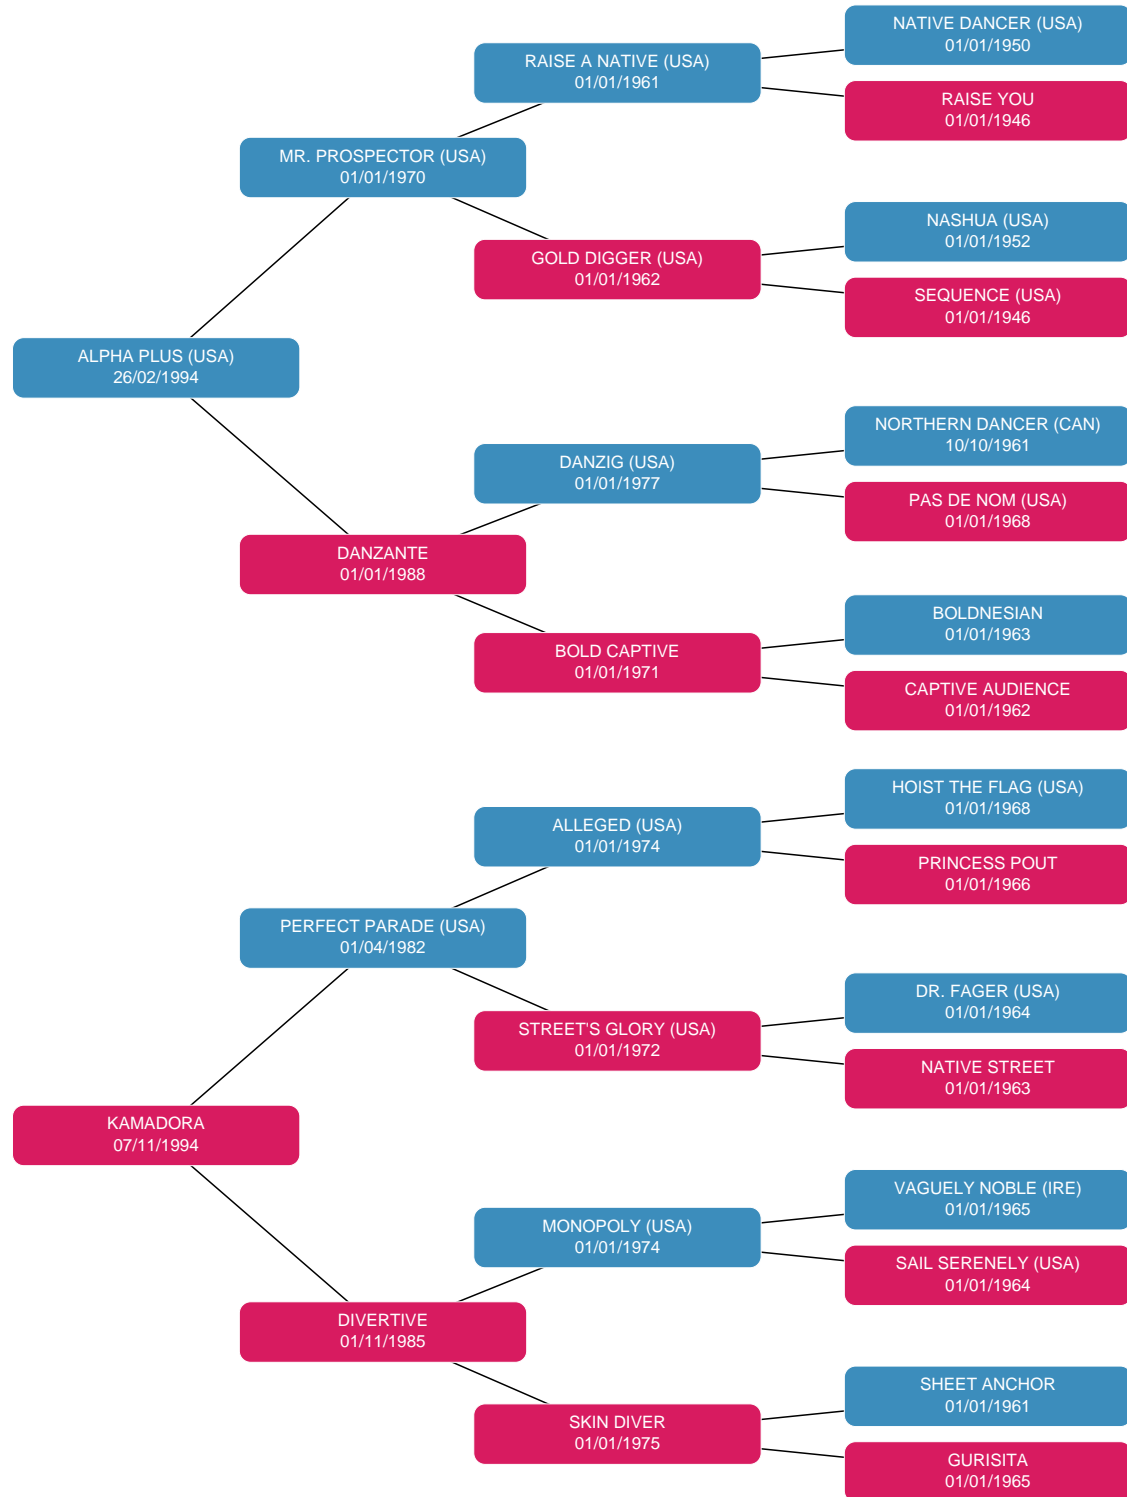 NATIVE DANCER (USA)
01/01/1950
RAISE A NATIVE (USA)
01/01/1961
RAISE YOU
01/01/1946
MR. PROSPECTOR (USA)
01/01/1970
NASHUA (USA)
01/01/1952
GOLD DIGGER (USA)
01/01/1962
SEQUENCE (USA)
01/01/1946
ALPHA PLUS (USA)
26/02/1994
NORTHERN DANCER (CAN)
10/10/1961
DANZIG (USA)
01/01/1977
PAS DE NOM (USA)
01/01/1968
DANZANTE
01/01/1988
BOLDNESIAN
01/01/1963
BOLD CAPTIVE
01/01/1971
CAPTIVE AUDIENCE
01/01/1962
HOIST THE FLAG (USA)
01/01/1968
ALLEGED (USA)
01/01/1974
PRINCESS POUT
01/01/1966
PERFECT PARADE (USA)
01/04/1982
DR. FAGER (USA)
01/01/1964
STREET'S GLORY (USA)
01/01/1972
NATIVE STREET
01/01/1963
KAMADORA
07/11/1994
VAGUELY NOBLE (IRE)
01/01/1965
MONOPOLY (USA)
01/01/1974
SAIL SERENELY (USA)
01/01/1964
DIVERTIVE
01/11/1985
SHEET ANCHOR
01/01/1961
SKIN DIVER
01/01/1975
GURISITA
01/01/1965